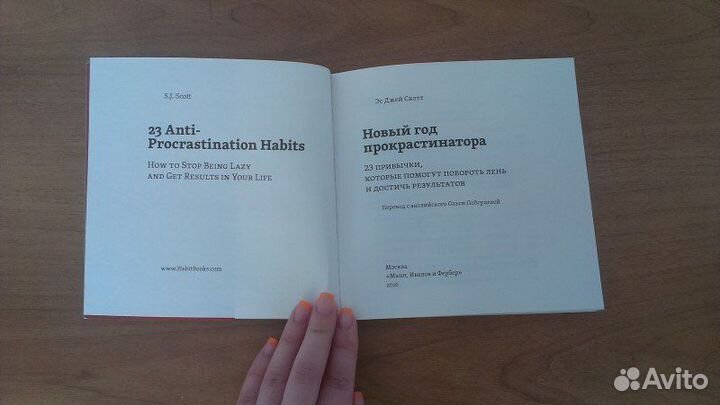 S.J. Scott
23 Anti-
Procrastination Habits
How to Stop Being Lazy
and Get Results in Your Life
www.HabitBooks.com
Эс Джей Скотт
Новый год
прокрастинатора
23 привычки,
которые помогут побороть лень
и достичь результатов
Перевод с английского Ольги
Москва
«Манн, Иванов и Фербер»
2016
Avito